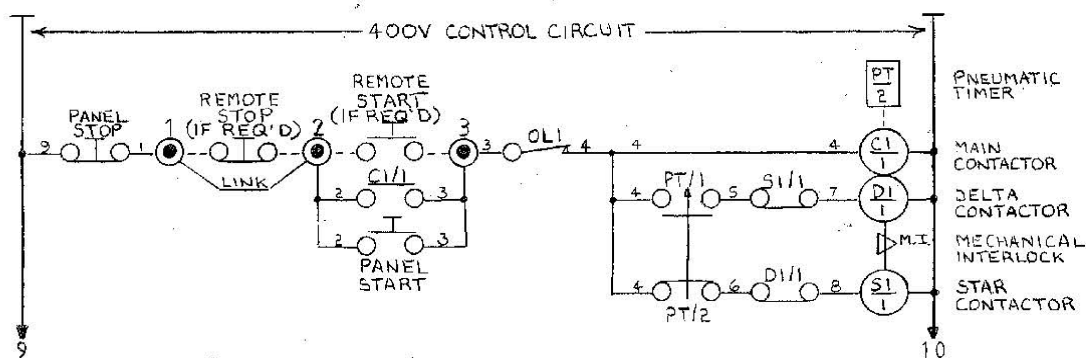 400V CONTROL CIRCUIT
PT
2
PNEUMATIC
TIMER
PANEL
STOP
REMOTE
STOP
(IF REQ'D)
REMOTE
START
(IF REQ'D)
1
2
3
9
1
3
OL1
4
4
4
C1
1
MAIN
CONTACTOR
LINK
C1/1
2
3
PT/1
4
5
S1/1
7
D1
1
DELTA
CONTACTOR
2
3
PANEL
START
M.I.
MECHANICAL
INTERLOCK
4
PT/2
6
D1/1
8
S1
1
STAR
CONTACTOR
9
10